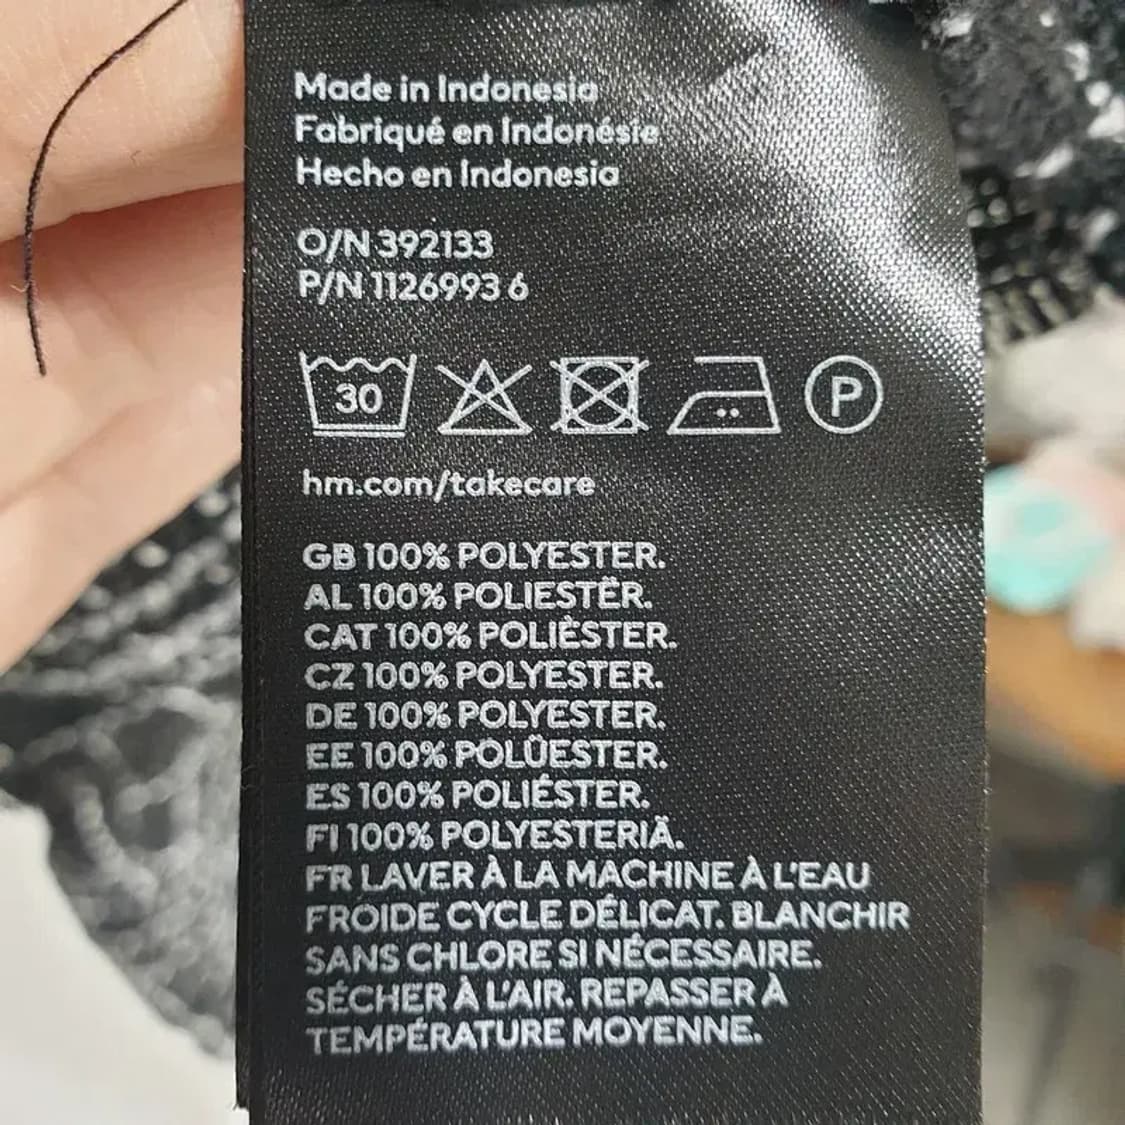 Made in Indonesia
Fabriqué en Indonésie
Hecho en Indonesia
O/N 392133
P/N 1126993 6
30
P
hm.com/takecare
GB 100% POLYESTER.
AL 100% POLIESTËR.
CAT 100% POLIÈSTER.
CZ 100% POLYESTER.
DE 100% POLYESTER.
EE 100% POLÜESTER.
ES 100% POLIÉSTER.
FI 100% POLYESTERIÄ.
FR LAVER À LA MACHINE À L'EAU
FROIDE CYCLE DÉLICAT. BLANCHIR
SANS CHLORE SI NÉCESSAIRE.
SÉCHER À L'AIR. REPASSER À
TEMPÉRATURE MOYENNE.